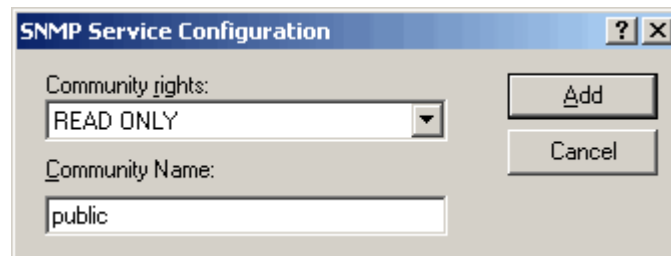 SNMP Service Configuration
Community rights:
READ ONLY
Add
Cancel
Community Name:
public